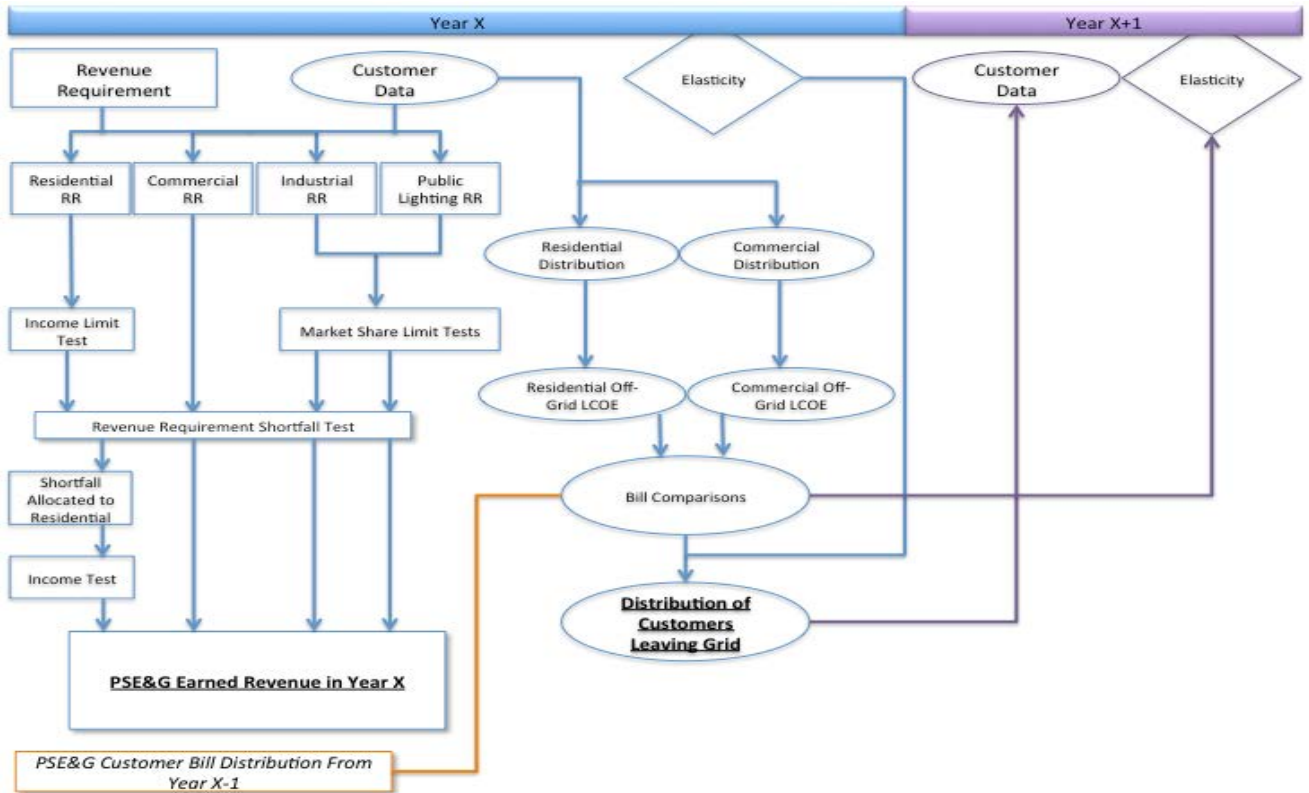 Year X
Year X+1
Revenue
Requirement
Customer
Data
Elasticity
Customer
Data
Elasticity
Residential
RR
Commercial
RR
Industrial
RR
Public
Lighting RR
Residential
Distribution
Commercial
Distribution
Income Limit
Test
Market Share Limit Tests
Residential Off-
Grid LCOE
Commercial Off-
Grid LCOE
Revenue Requirement Shortfall Test
Shortfall
Allocated to
Residential
Bill Comparisons
Income Test
Distribution of
Customers
Leaving Grid
PSE&G Earned Revenue in Year X
PSE&G Customer Bill Distribution From
Year X-1